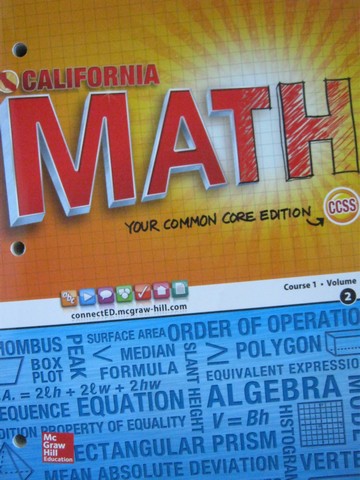 CALIFORNIA
MATH
YOUR COMMON CORE EDITION
CCSS
connectED.mcgraw-hill.com
Course 1 • Volume
2
SURFACE AREA
ORDER OF OPERATIO
HOMBUS
PEAK
<
MEDIAN
≥
POLYGON
BOX
PLOT
FORMULA
SLANT HEIGHT
EQUIVALENT EXPRESSIO
.A. = 2ℓh + 2ℓw + 2hw
ALGEBRA
EQUENCE
EQUATION
V = Bh
DITION PROPERTY OF EQUALITY
HISTOGRAM
Mc
Graw
Hill
Education
ECTANGULAR PRISM
MEAN ABSOLUTE DEVIATION
VERTEX